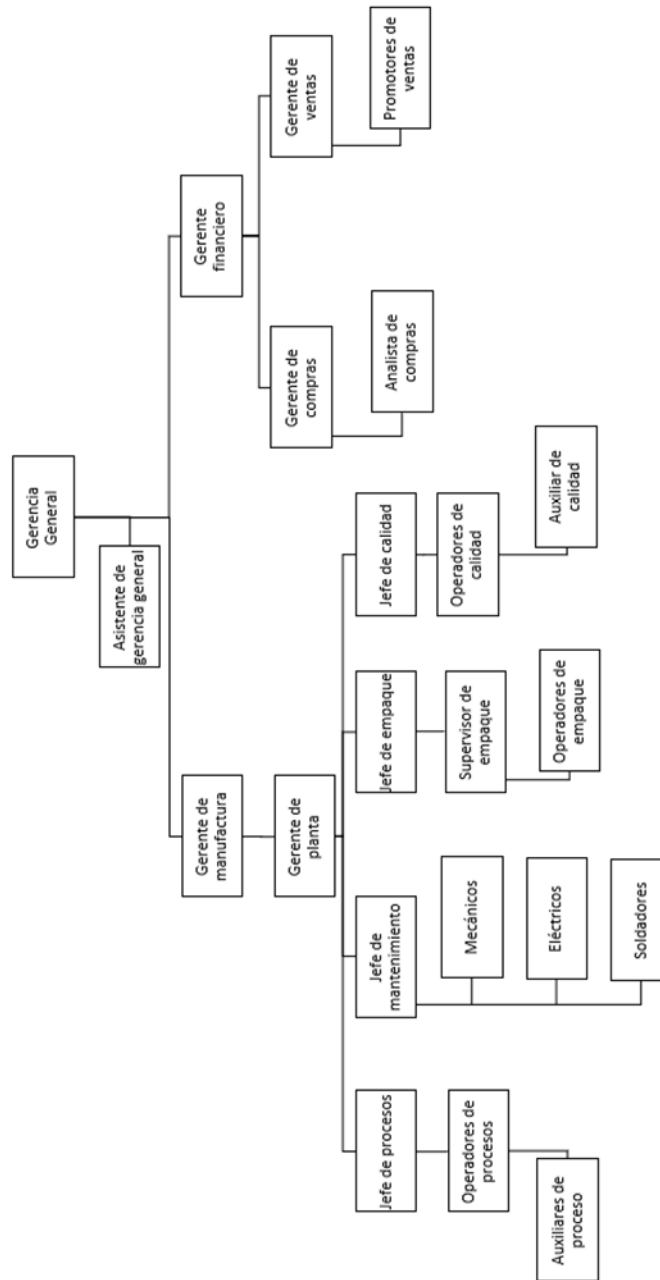 Gerencia
General
Asistente de
gerencia general
Gerente de
manufactura
Gerente
financiero
Gerente de
planta
Gerente de
compras
Gerente de
ventas
Jefe de procesos
Jefe de
mantenimiento
Jefe de empaque
Jefe de calidad
Analista de
compras
Promotores de
ventas
Operadores de
procesos
Mecánicos
Supervisor de
empaque
Operadores de
calidad
Auxiliares de
proceso
Eléctricos
Operadores de
empaque
Auxiliar de
calidad
Soldadores